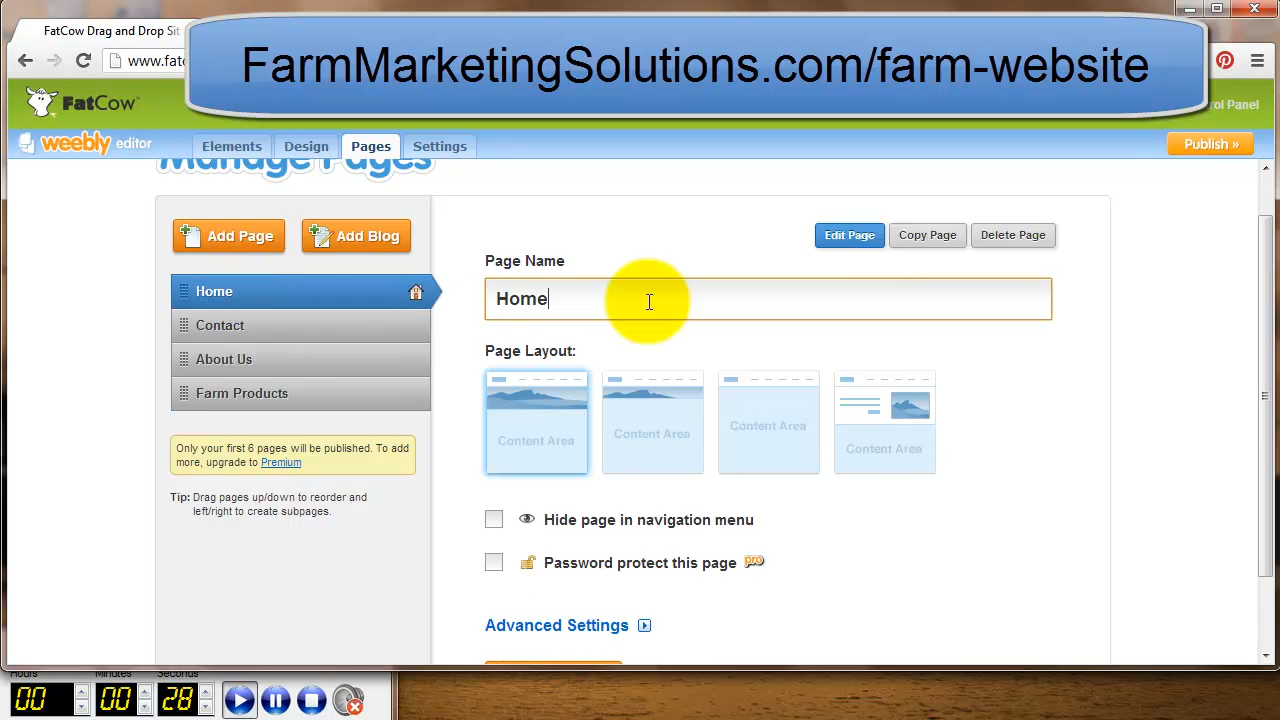 FatCow Drag and Drop Sit
FarmMarketingSolutions.com/farm-website
FatCow
weebly editor
Elements
Design
Pages
Settings
Publish »
Manage Pages
Add Page
Add Blog
Edit Page
Copy Page
Delete Page
Page Name
Home
Home
Contact
About Us
Farm Products
Page Layout:
Content Area
Content Area
Content Area
Content Area
Only your first 6 pages will be published. To add
more, upgrade to Premium
Tip: Drag pages up/down to reorder and
left/right to create subpages.
Hide page in navigation menu
Password protect this page pro
Advanced Settings
Hours
Minutes
Seconds
00
00
28